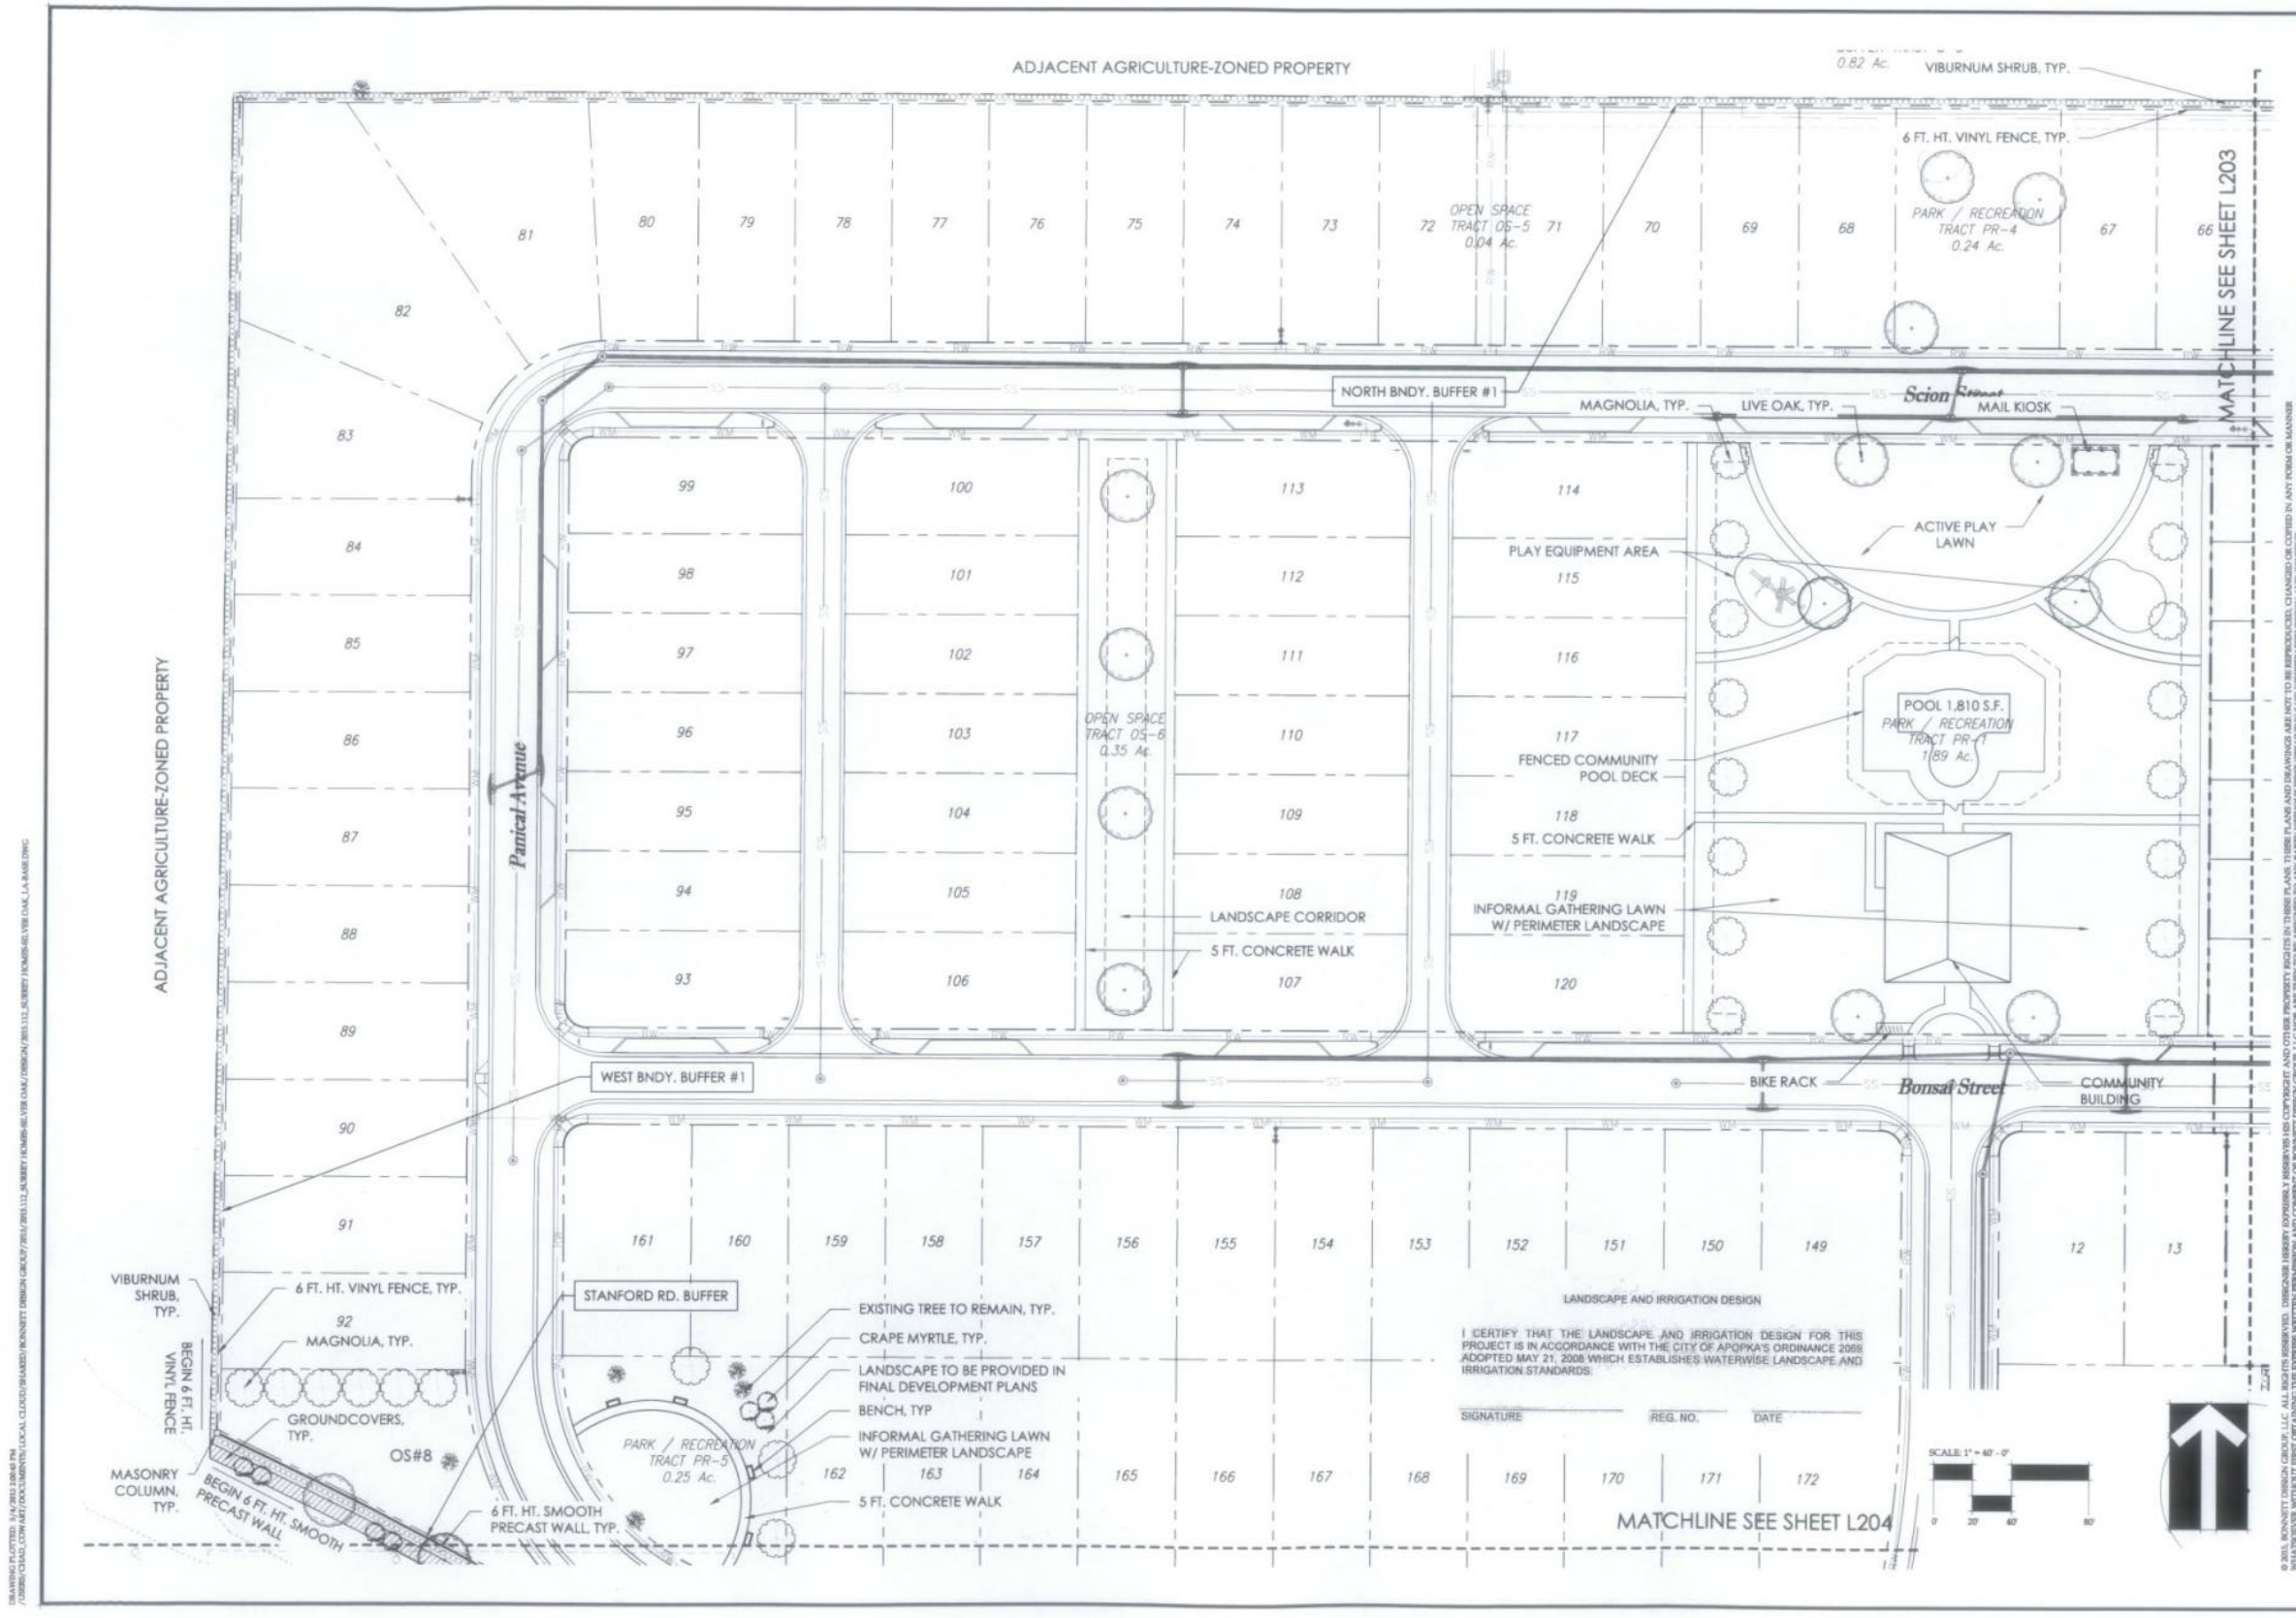 ADJACENT AGRICULTURE-ZONED PROPERTY
0.82 Ac.
VIBURNUM SHRUB, TYP.
6 FT. HT. VINYL FENCE, TYP.
MATCHLINE SEE SHEET L203
81
80
79
78
77
76
75
74
73
72
OPEN SPACE
TRACT OS-5
0.04 Ac.
71
70
69
68
PARK / RECREATION
TRACT PR-4
0.24 Ac.
67
66
82
83
84
85
86
87
88
89
90
91
92
ADJACENT AGRICULTURE-ZONED PROPERTY
NORTH BNDY. BUFFER #1
Scion Street
MAGNOLIA, TYP.
LIVE OAK, TYP.
MAIL KIOSK
Panical Avenue
99
98
97
96
95
94
93
100
101
102
103
104
105
106
OPEN SPACE
TRACT OS-6
0.35 Ac.
LANDSCAPE CORRIDOR
5 FT. CONCRETE WALK
113
112
111
110
109
108
107
114
115
116
117
118
119
120
ACTIVE PLAY
LAWN
PLAY EQUIPMENT AREA
POOL 1,810 S.F.
PARK / RECREATION
TRACT PR-1
1.89 Ac.
FENCED COMMUNITY
POOL DECK
5 FT. CONCRETE WALK
INFORMAL GATHERING LAWN
W/ PERIMETER LANDSCAPE
WEST BNDY. BUFFER #1
BIKE RACK
Bonsai Street
COMMUNITY
BUILDING
161
160
159
158
157
156
155
154
153
152
151
150
149
12
13
VIBURNUM
SHRUB,
TYP.
6 FT. HT. VINYL FENCE, TYP.
MAGNOLIA, TYP.
BEGIN 6 FT. HT.
VINYL FENCE
GROUNDCOVERS,
TYP.
OS#8
MASONRY
COLUMN,
TYP.
BEGIN 6 FT. HT. SMOOTH
PRECAST WALL
6 FT. HT. SMOOTH
PRECAST WALL, TYP.
STANFORD RD. BUFFER
EXISTING TREE TO REMAIN, TYP.
CRAPE MYRTLE, TYP.
LANDSCAPE TO BE PROVIDED IN
FINAL DEVELOPMENT PLANS
BENCH, TYP
INFORMAL GATHERING LAWN
W/ PERIMETER LANDSCAPE
PARK / RECREATION
TRACT PR-5
0.25 Ac.
5 FT. CONCRETE WALK
162
163
164
165
166
167
168
169
170
171
172
LANDSCAPE AND IRRIGATION DESIGN
I CERTIFY THAT THE LANDSCAPE AND IRRIGATION DESIGN FOR THIS
PROJECT IS IN ACCORDANCE WITH THE CITY OF APOPKA'S ORDINANCE 2069
ADOPTED MAY 21, 2008 WHICH ESTABLISHES WATERWISE LANDSCAPE AND
IRRIGATION STANDARDS:
SIGNATURE
REG. NO.
DATE
MATCHLINE SEE SHEET L204
SCALE: 1" = 40' - 0"
0'
20'
40'
80'